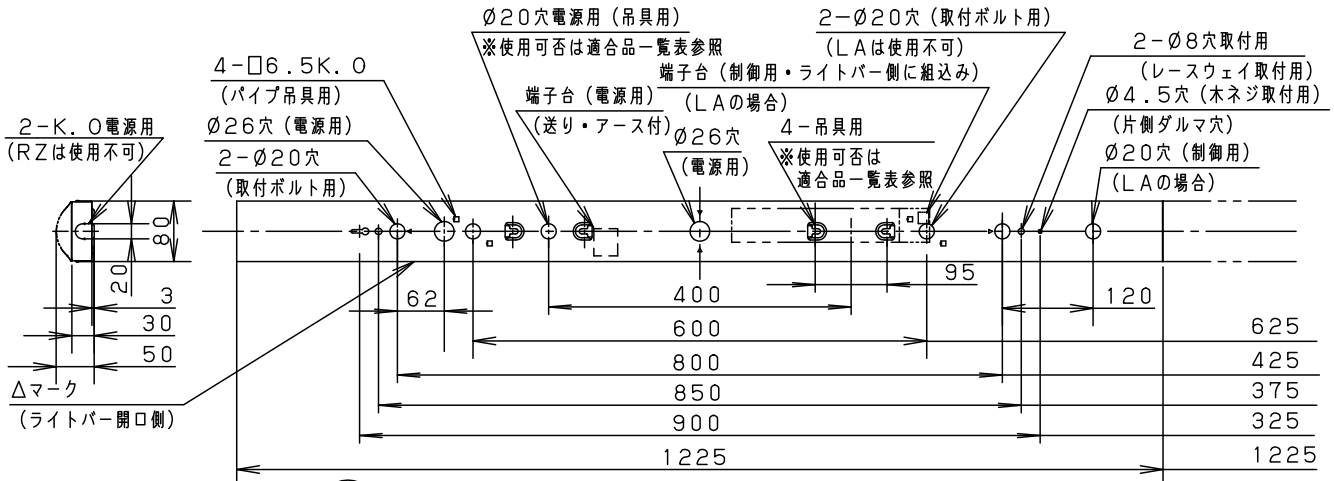 Ø20穴電源用（吊具用）
※使用可否は適合品一覧表参照
2-Ø20穴（取付ボルト用）
（LAは使用不可）
2-Ø8穴取付用
（レースウェイ取付用）
4-□6.5K.O
（パイプ吊具用）
端子台（制御用・ライトバー側に組込み）
（LAの場合）
端子台（電源用）
（送り・アース付）
Ø4.5穴（木ネジ取付用）
（片側ダルマ穴）
2-K.O電源用
（RZは使用不可）
Ø26穴（電源用）
Ø26穴
（電源用）
4-吊具用
※使用可否は
適合品一覧表参照
2-Ø20穴
（取付ボルト用）
Ø20穴（制御用）
（LAの場合）
80
20
3
30
50
62
400
95
120
600
625
800
425
850
375
900
325
1225
1225
△マーク
（ライトバー開口側）